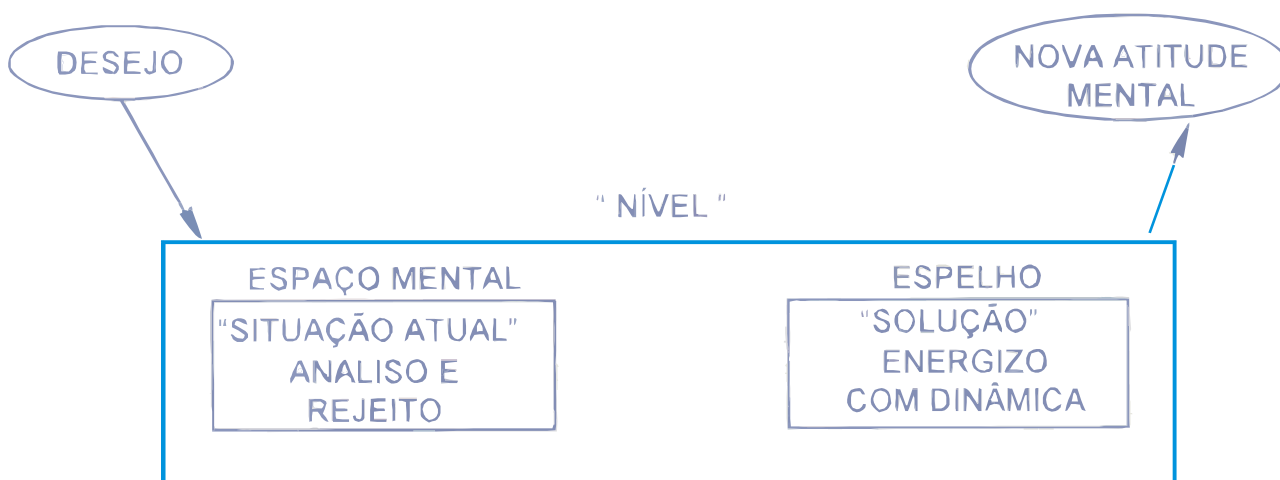 DESEJO
NOVA ATITUDE
MENTAL
" NÍVEL "
ESPAÇO MENTAL
"SITUAÇÃO ATUAL"
ANALISO E
REJEITO
ESPELHO
"SOLUÇÃO"
ENERGIZO
COM DINÂMICA